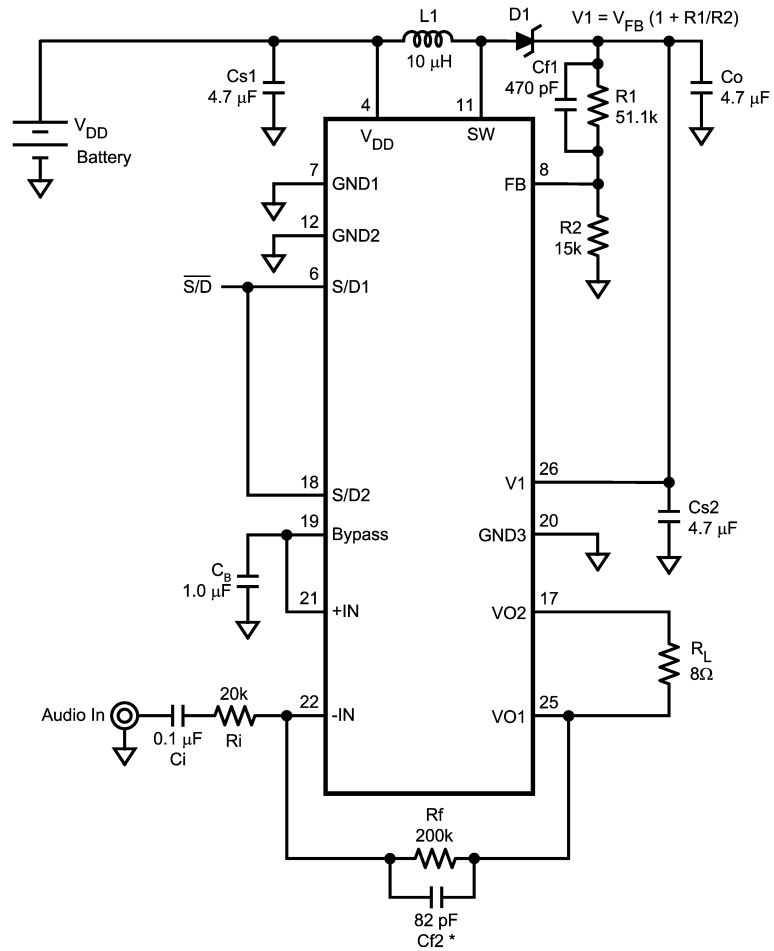 L1
D1
V1 = VFB (1 + R1/R2)
10 μH
Cs1
4.7 μF
Cf1
470 pF
R1
51.1k
Co
4.7 μF
VDD
Battery
4
11
VDD
SW
7
GND1
8
FB
12
GND2
R2
15k
S/D
6
S/D1
18
S/D2
26
V1
Cs2
4.7 μF
19
Bypass
20
GND3
CB
1.0 μF
21
+IN
17
VO2
RL
8Ω
Audio In
0.1 μF
Ci
20k
Ri
22
-IN
25
VO1
Rf
200k
82 pF
Cf2 *